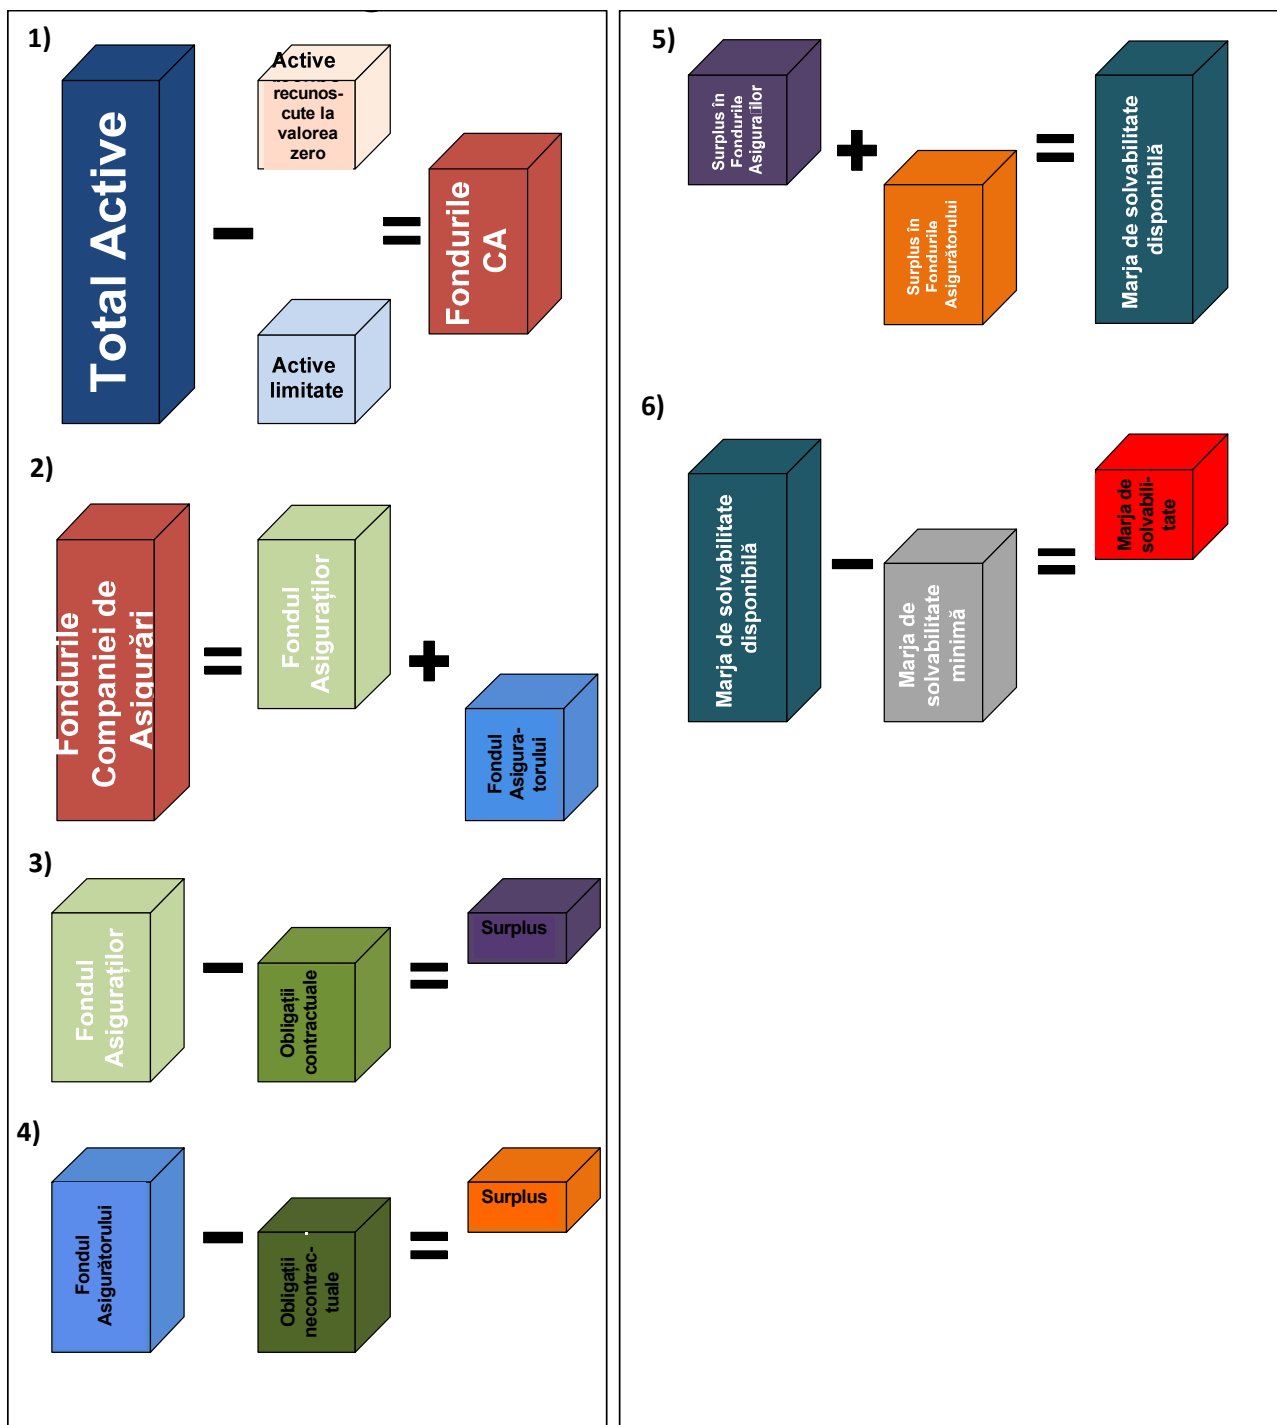 1)
Total Active
Active
recunos-
cute la
valorea
zero
Active
limitate
Fondurile
CA
2)
Fondurile
Companiei de
Asigurări
Fondul
Asiguraților
Fondul
Asigura-
torului
3)
Fondul
Asiguraților
Obligații
contractuale
Surplus
4)
Fondul
Asigurătorului
Obligații
necontrac-
tuale
Surplus
5)
Surplus în
Fondurile
Surplus în
Fondurile
Asigurătorului
Marja de solvabilitate
disponibilă
6)
Marja de solvabilitate
disponibilă
Marja de
solvabilitate
minimă
Marja de
solvabili-
tate